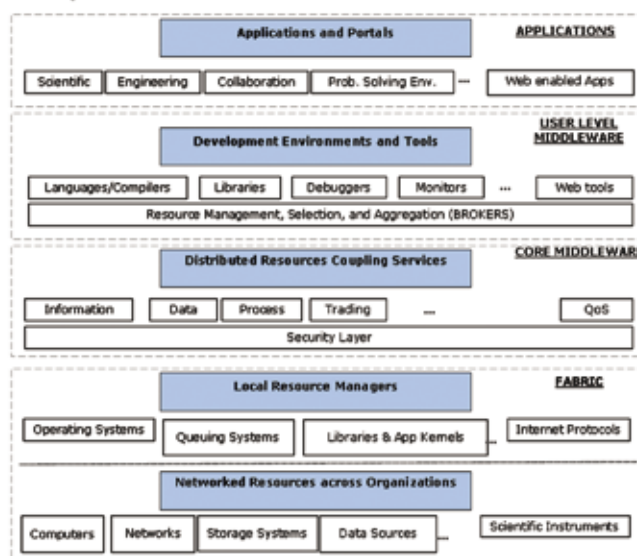 Applications and Portals
APPLICATIONS
Scientific
Engineering
Collaboration
Prob. Solving Env.
...
Web enabled Apps
USER LEVEL
MIDDLEWARE
Development Environments and Tools
Languages/Compilers
Libraries
Debuggers
Monitors
...
Web tools
Resource Management, Selection, and Aggregation (BROKERS)
CORE MIDDLEWAR
Distributed Resources Coupling Services
Information
Data
Process
Trading
...
QoS
Security Layer
Local Resource Managers
FABRIC
Operating Systems
Queuing Systems
Libraries & App Kernels
...
Internet Protocols
Networked Resources across Organizations
Computers
Networks
Storage Systems
Data Sources
...
Scientific Instruments